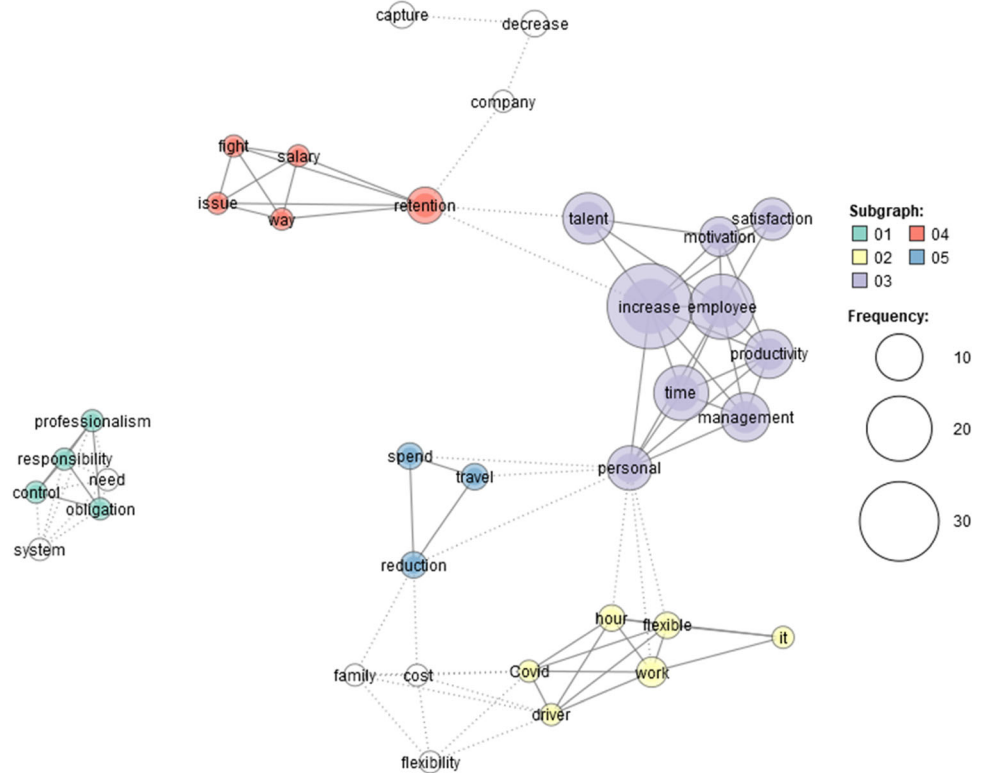 capture
decrease
company
fight
salary
issue
way
retention
talent
motivation
satisfaction
increase
employee
productivity
time
management
personal
Subgraph:
01 04
02 05
03
Frequency:
10
20
30
professionalism
responsibility
need
control
obligation
system
spend
travel
reduction
hour
flexible
it
family
cost
Covid
work
driver
flexibility